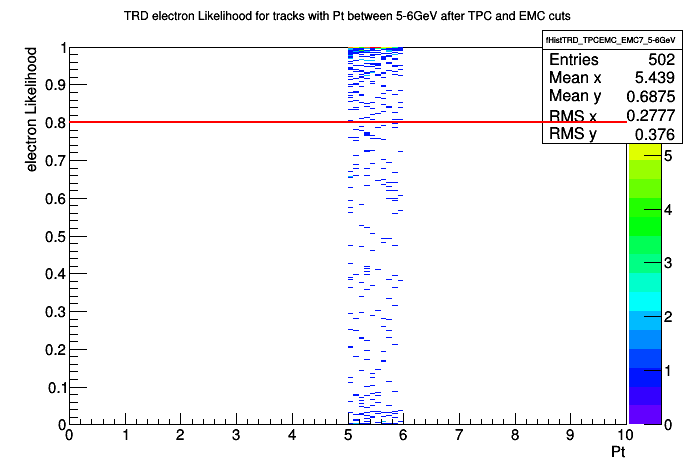 TRD electron Likelihood for tracks with Pt between 5-6GeV after TPC and EMC cuts
fHistTRD_TPCEMC_EMC7_5-6GeV
Entries 502
Mean x 5.439
Mean y 0.6875
RMS x 0.2777
RMS y 0.376
electron Likelihood
1
0.9
0.8
0.7
0.6
0.5
0.4
0.3
0.2
0.1
0
0 1 2 3 4 5 6 7 8 9 10
Pt
5
4
3
2
1
0